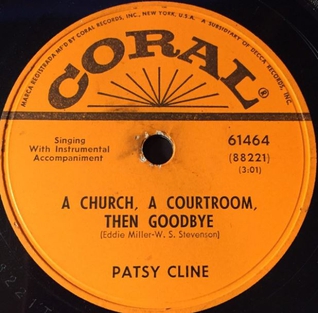 MARCA REGISTRADA MF'D BY CORAL RECORDS, INC., NEW YORK, U.S.A. A SUBSIDIARY OF DECCA RECORDS, INC.
CORAL®
Singing
With Instrumental
Accompaniment
61464
(88221)
(3:01)
A CHURCH, A COURTROOM,
THEN GOODBYE
(Eddie Miller-W. S. Stevenson)
PATSY CLINE